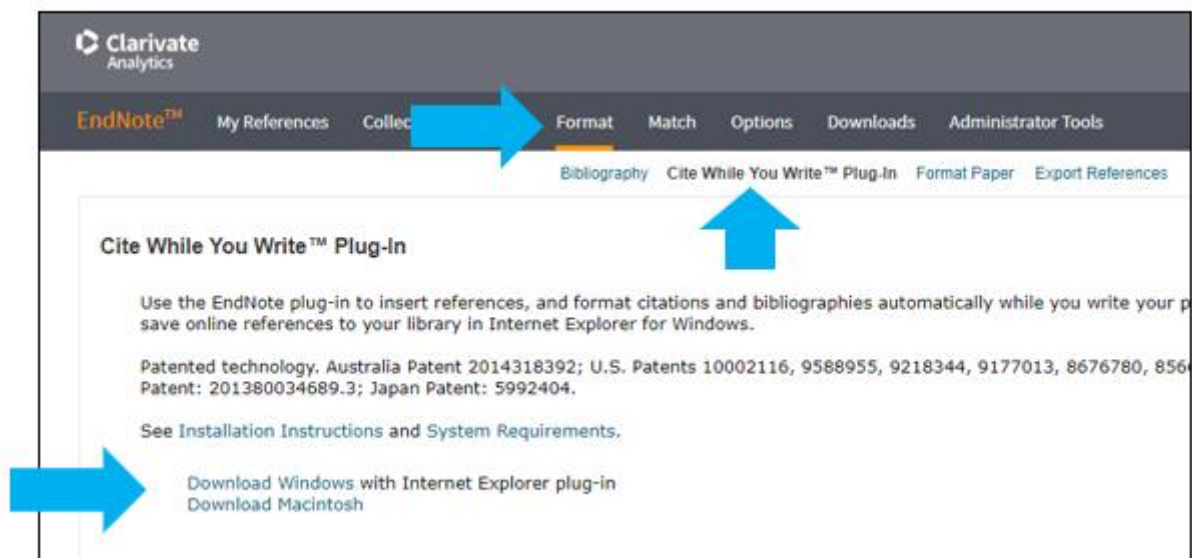 Clarivate
Analytics
EndNote™ My References Format Match Options Downloads Administrator Tools
Bibliography Cite While You Write™ Plug-In Format Paper Export References
Cite While You Write™ Plug-In
Use the EndNote plug-in to insert references, and format citations and bibliographies automatically while you write your
save online references to your library in Internet Explorer for Windows.
Patented technology. Australia Patent 2014318392; U.S. Patents 10002116, 9588955, 9218344, 9177013, 8676780,
Patent: 201380034689.3; Japan Patent: 5992404.
See Installation Instructions and System Requirements.
Download Windows with Internet Explorer plug-in
Download Macintosh